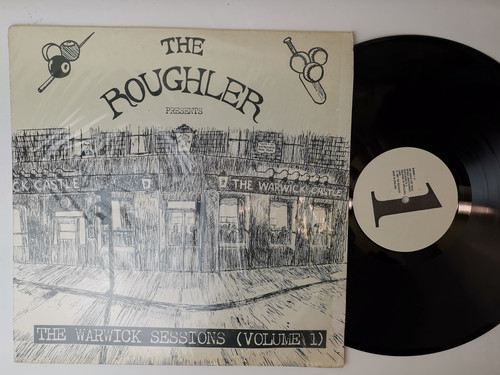 THE
ROUGHLER
PRESENTS
CK CASTLE
THE WARWICK CASTLE
THE WARWICK SESSIONS (VOLUME 1)
1